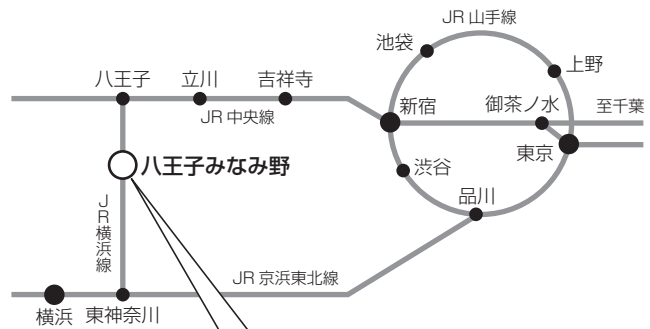 JR 山手線
池袋
上野
八王子
立川
吉祥寺
新宿
御茶ノ水
至千葉
JR 中央線
東京
八王子みなみ野
渋谷
品川
JR横浜線
JR 京浜東北線
横浜
東神奈川